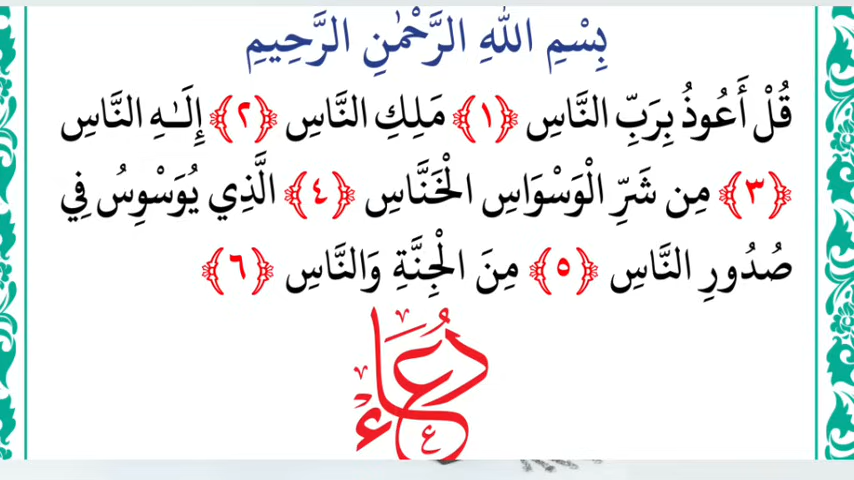 بِسْمِ اللهِ الرَّحْمٰنِ الرَّحِيمِ
قُلْ أَعُوذُ بِرَبِّ النَّاسِ ﴿١﴾ مَلِكِ النَّاسِ ﴿٢﴾ إِلَـٰهِ النَّاسِ
﴿٣﴾ مِن شَرِّ الْوَسْوَاسِ الْخَنَّاسِ ﴿٤﴾ الَّذِي يُوَسْوِسُ فِي
صُدُورِ النَّاسِ ﴿٥﴾ مِنَ الْجِنَّةِ وَالنَّاسِ ﴿٦﴾
دُعَاء